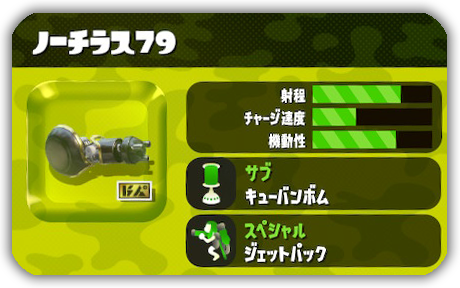 ノーチラス79
射程
チャージ速度
機動性
サブ
キューバンボム
スペシャル
ジェットパック